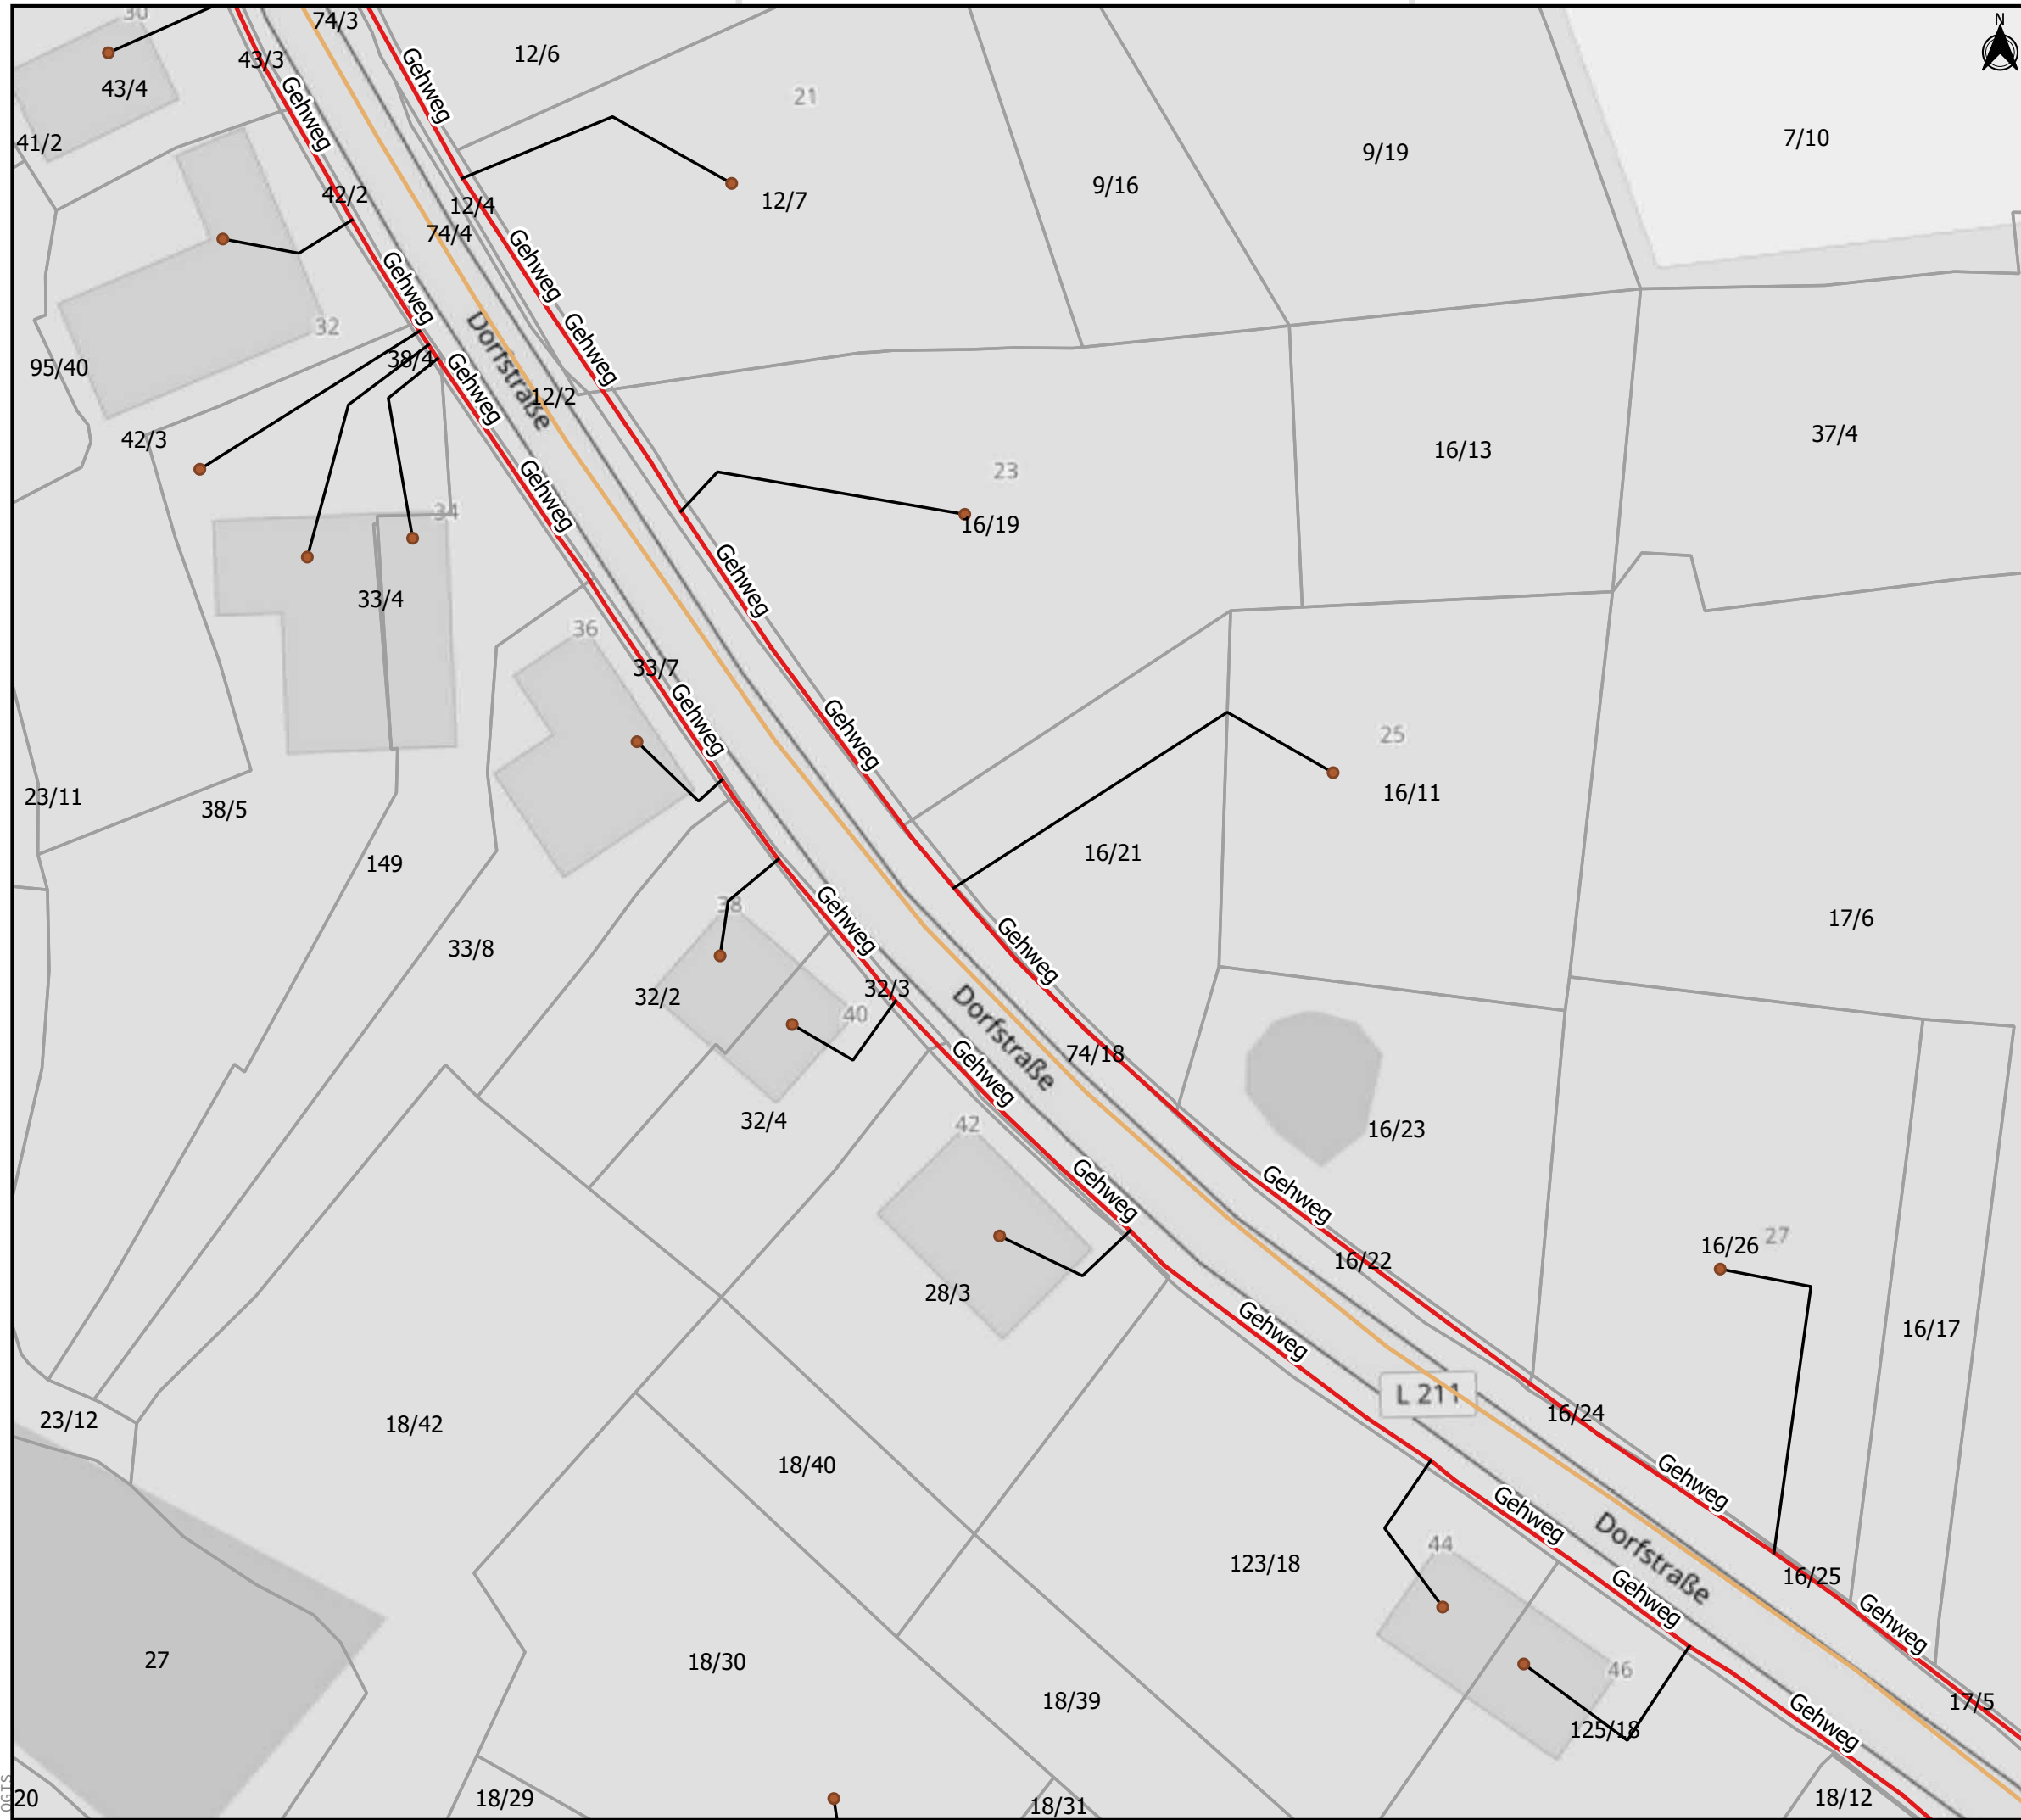 30
74/3
N
43/3
12/6
Gehweg
43/4
Gehweg
21
41/2
7/10
9/19
9/16
42/2
12/7
12/4
74/4
Gehweg
Gehweg
32
Gehweg
Dorfstraße
38/4
95/40
Gehweg
12/2
42/3
16/13
37/4
23
Gehweg
34
16/19
Gehweg
33/4
36
33/7
Gehweg
Gehweg
25
23/11
16/11
38/5
149
16/21
38
Gehweg
17/6
33/8
Gehweg
32/2
32/3
40
Dorfstraße
74/18
Gehweg
32/4
42
16/23
Gehweg
Gehweg
27
16/26
16/22
28/3
16/17
Gehweg
L 211
23/12
18/42
16/24
18/40
Gehweg
Gehweg
44
123/18
Dorfstraße
16/25
Gehweg
Gehweg
27
18/30
46
18/39
17/5
Gehweg
125/18
QGIS
20
18/29
18/31
18/12